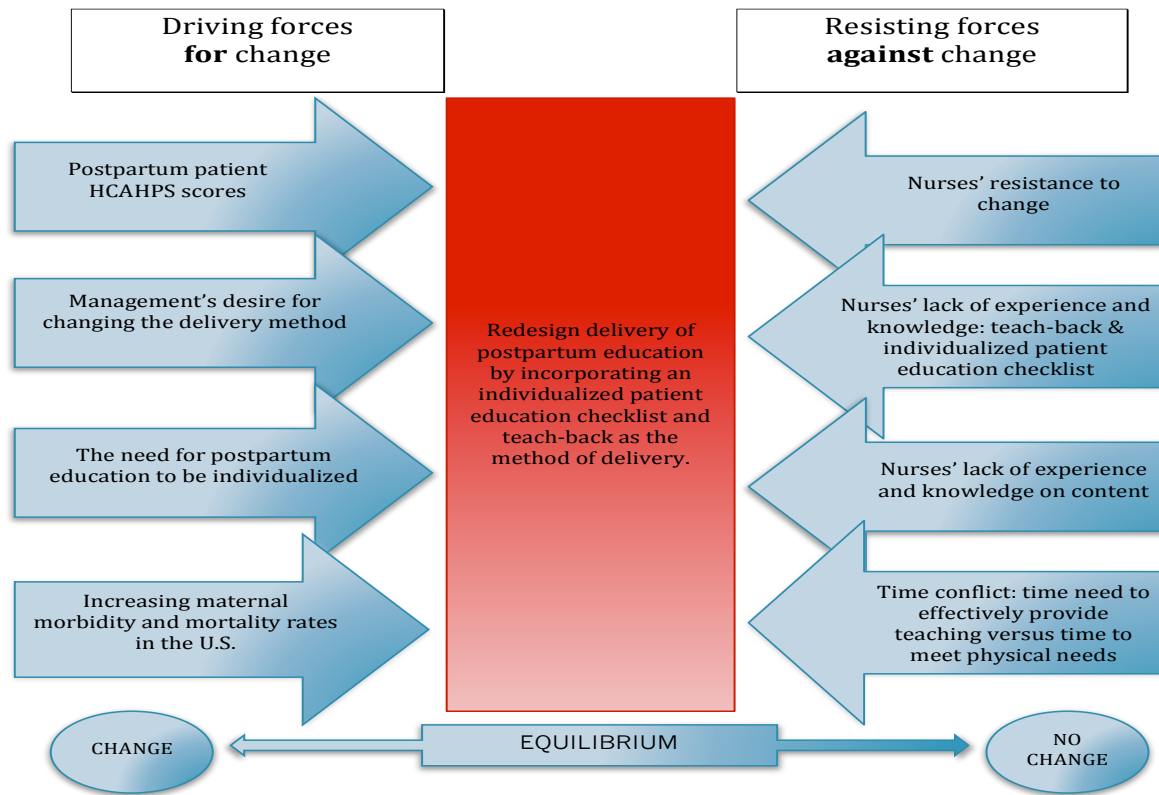 Driving forces
for change
Resisting forces
against change
Postpartum patient
HCAHPS scores
Management's desire for
changing the delivery method
The need for postpartum
education to be individualized
Increasing maternal
morbidity and mortality rates
in the U.S.
Redesign delivery of
postpartum education
by incorporating an
individualized patient
education checklist and
teach-back as the
method of delivery.
Nurses' resistance to
change
Nurses' lack of experience and
knowledge: teach-back &
individualized patient
education checklist
Nurses' lack of experience
and knowledge on content
Time conflict: time need to
effectively provide
teaching versus time to
meet physical needs
CHANGE
EQUILIBRIUM
NO
CHANGE